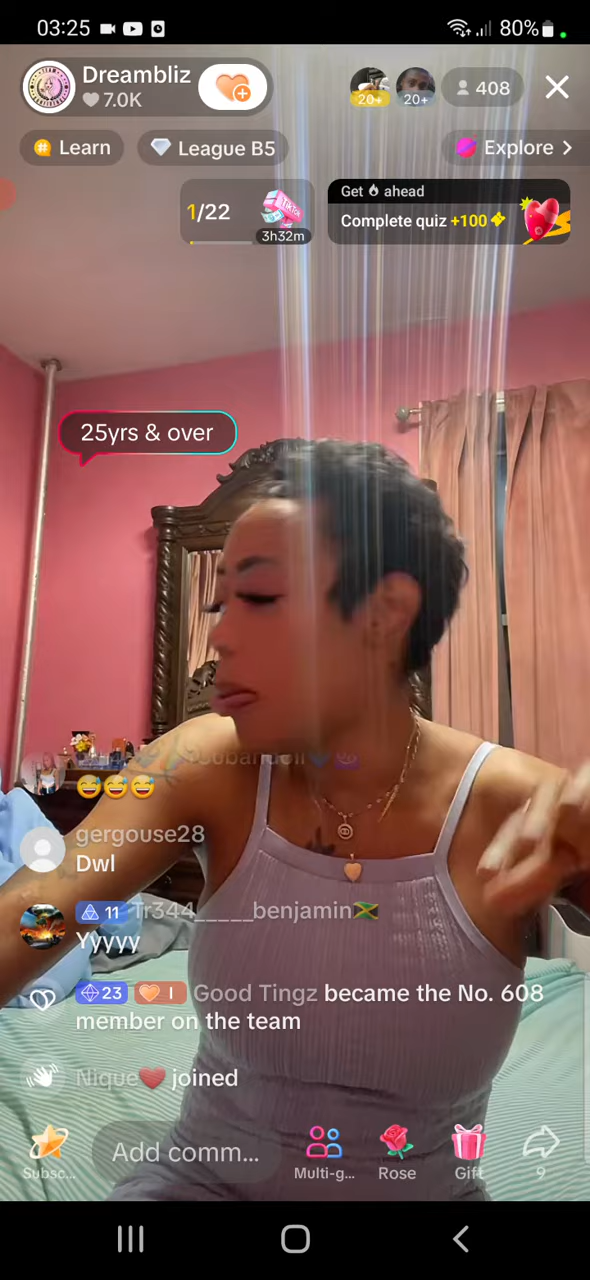 03:25
80%
Dreambliz
7.0K
20+
20+
408
Learn
League B5
Explore
1/22
3h32m
Get ahead
Complete quiz +100
25yrs & over
😅😅😅
gergouse28
Dwl
11 Tr344_____benjamin🇯🇲
Yyyyy
23 I Good Tingz became the No. 608
member on the team
Nique❤️ joined
Subsc...
Add comm...
Multi-g...
Rose
Gift
9